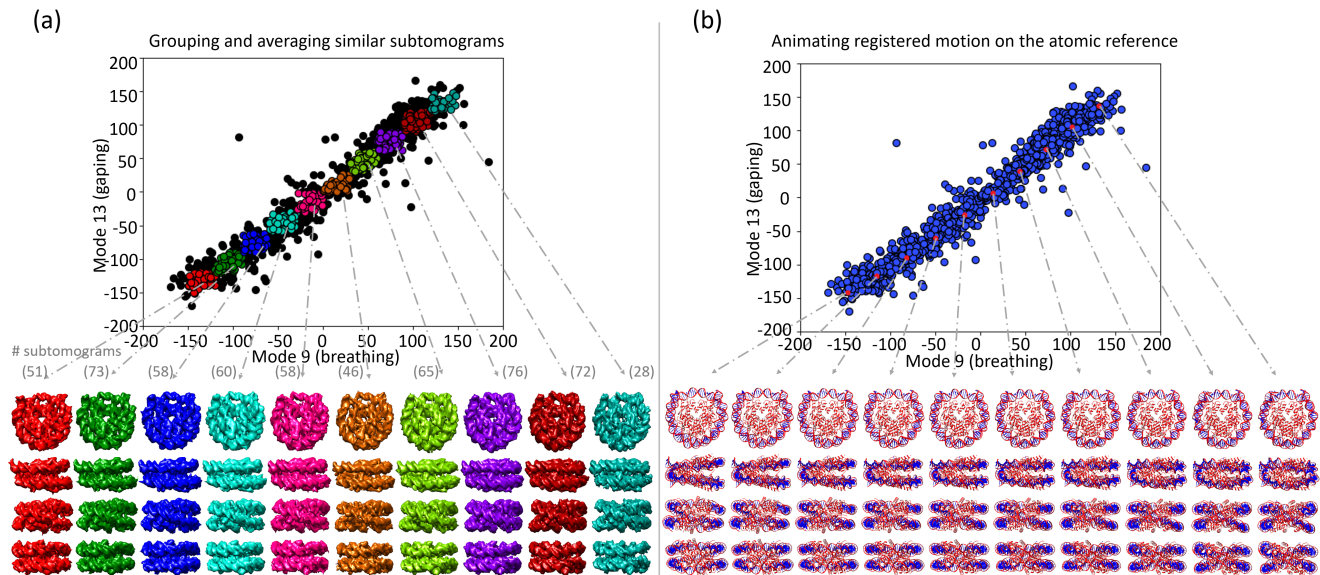 (a)
Grouping and averaging similar subtomograms
200
150
100
50
0
-50
-100
-150
-200
Mode 13 (gaping)
-200 -150 -100 -50 0 50 100 150 200
Mode 9 (breathing)
# subtomograms
(51) (73) (58) (60) (58) (46) (65) (76) (72) (28)
(b)
Animating registered motion on the atomic reference
200
150
100
50
0
-50
-100
-150
-200
Mode 13 (gaping)
-200 -150 -100 -50 0 50 100 150 200
Mode 9 (breathing)